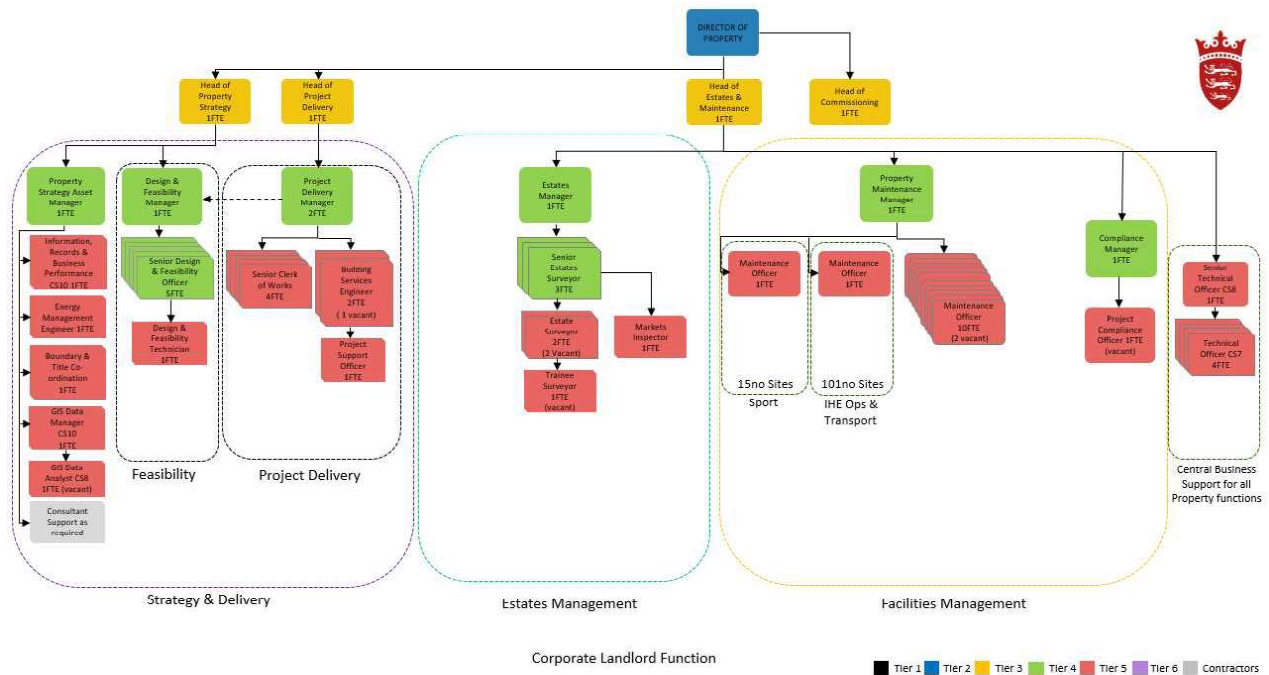 DIRECTOR OF
PROPERTY
Head of
Property
Strategy
1FTE
Head of
Project
Delivery
1FTE
Head of
Estates &
Maintenance
1FTE
Head of
Commissioning
1FTE
Property
Strategy Asset
Manager
1FTE
Design &
Feasibility
Manager
1FTE
Project
Delivery
Manager
2FTE
Estates
Manager
1FTE
Property
Maintenance
Manager
1FTE
Compliance
Manager
1FTE
Information,
Records &
Business
Performance
CS10 1FTE
Energy
Management
Engineer 1FTE
Boundary &
Title Co-
ordination
1FTE
GIS Data
Manager
CS10
1FTE
GIS Data
Analyst CS8
1FTE (vacant)
Consultant
Support as
required
Senior Design
& Feasibility
Officer
5FTE
Design &
Feasibility
Technician
1FTE
Feasibility
Senior Clerk
of Works
4FTE
Building
Services
Engineer
2FTE
( 1 vacant)
Project
Support
Officer
1FTE
Project Delivery
Senior
Estates
Surveyor
3FTE
Estate
Surveyor
2FTE
(2 Vacant)
Trainee
Surveyor
1FTE
(vacant)
Markets
Inspector
1FTE
Maintenance
Officer
1FTE
15no Sites
Sport
Maintenance
Officer
1FTE
101no Sites
IHE Ops &
Transport
Maintenance
Officer
10FTE
(2 vacant)
Project
Compliance
Officer 1FTE
(vacant)
Senior
Technical
Officer CS8
1FTE
Technical
Officer CS7
4FTE
Central Business
Support for all
Property functions
Strategy & Delivery
Estates Management
Facilities Management
Corporate Landlord Function
Tier 1 Tier 2 Tier 3 Tier 4 Tier 5 Tier 6 Contractors